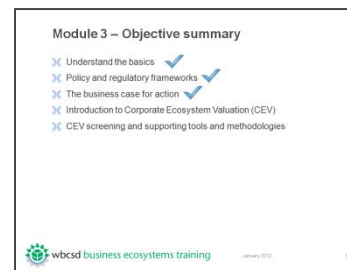 Module 3 – Objective summary
Understand the basics
Policy and regulatory frameworks
The business case for action
Introduction to Corporate Ecosystem Valuation (CEV)
CEV screening and supporting tools and methodologies
wbcsd business ecosystems training
January 2012